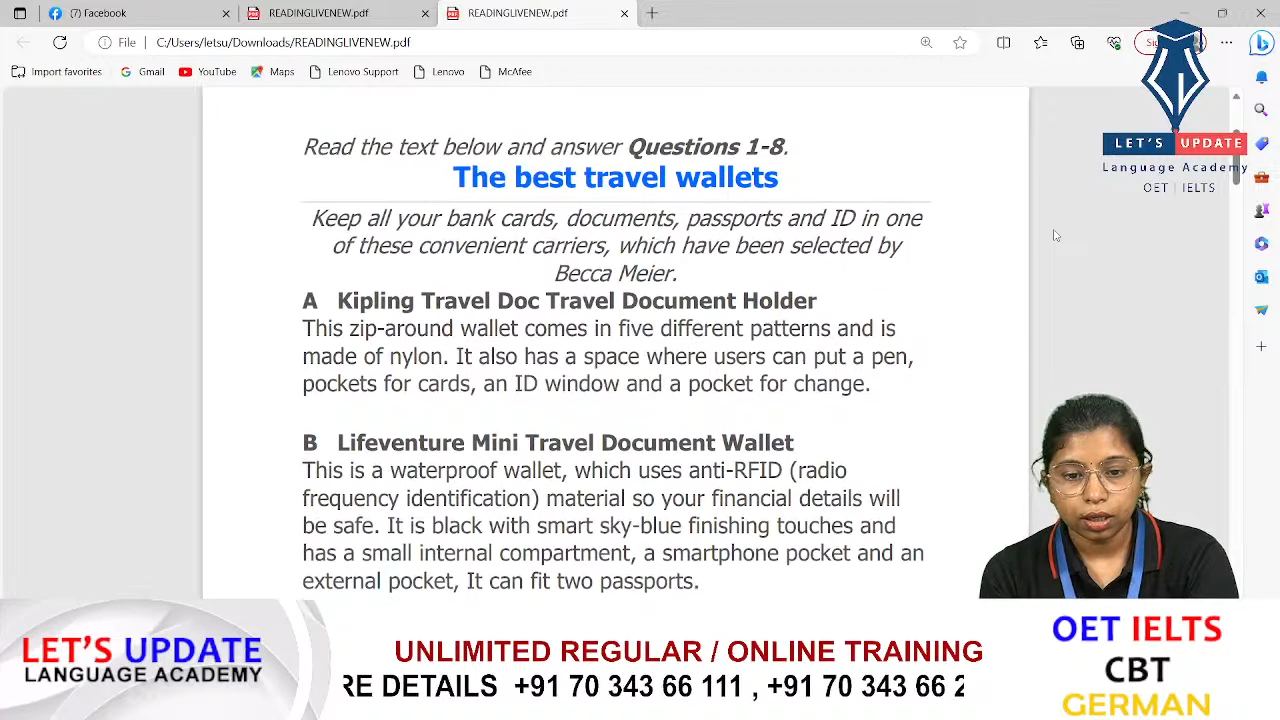 (7) Facebook
READINGLIVENEW.pdf
READINGLIVENEW.pdf
File
C:/Users/letsu/Downloads/READINGLIVENEW.pdf
Import favorites
Gmail
YouTube
Maps
Lenovo Support
Lenovo
McAfee
LET'S UPDATE
Language Academy
OET | IELTS
Read the text below and answer Questions 1-8.
The best travel wallets
Keep all your bank cards, documents, passports and ID in one
of these convenient carriers, which have been selected by
Becca Meier.
A Kipling Travel Doc Travel Document Holder
This zip-around wallet comes in five different patterns and is
made of nylon. It also has a space where users can put a pen,
pockets for cards, an ID window and a pocket for change.
B Lifeventure Mini Travel Document Wallet
This is a waterproof wallet, which uses anti-RFID (radio
frequency identification) material so your financial details will
be safe. It is black with smart sky-blue finishing touches and
has a small internal compartment, a smartphone pocket and an
external pocket, It can fit two passports.
LET'S UPDATE
LANGUAGE ACADEMY
UNLIMITED REGULAR / ONLINE TRAINING
RE DETAILS +91 70 343 66 111 , +91 70 343 66 2
OET IELTS
CBT
GERMAN